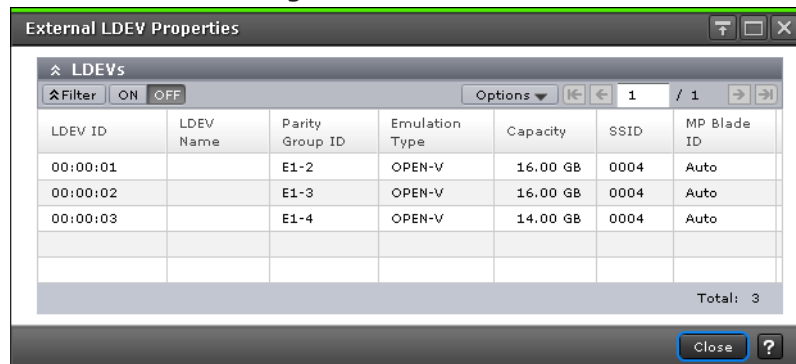 External LDEV Properties
LDEVs
Filter ON OFF Options 1 / 1
LDEV ID LDEV Name Parity Group ID Emulation Type Capacity SSID MP Blade ID
00:00:01 E1-2 OPEN-V 16.00 GB 0004 Auto
00:00:02 E1-3 OPEN-V 16.00 GB 0004 Auto
00:00:03 E1-4 OPEN-V 14.00 GB 0004 Auto
Total: 3
Close ?